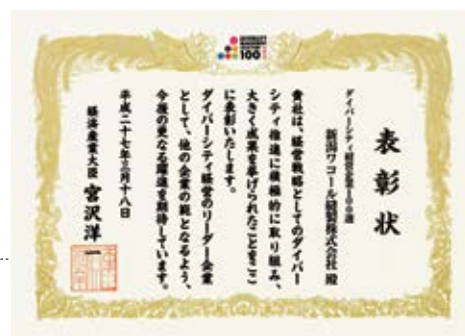 100
表彰状
ダイバーシティ経営企業100選
新潟ワコール縫製株式会社 殿
貴社は、経営戦略としてのダイバー
シティ推進に積極的に取り組み、
大きく成果を挙げられたことをここ
に表彰いたします。
ダイバーシティ経営のリーダー企業
として、他の企業の範となるよう、
今後の更なる躍進を期待しています。
平成二十七年三月十八日
経済産業大臣 宮沢洋一